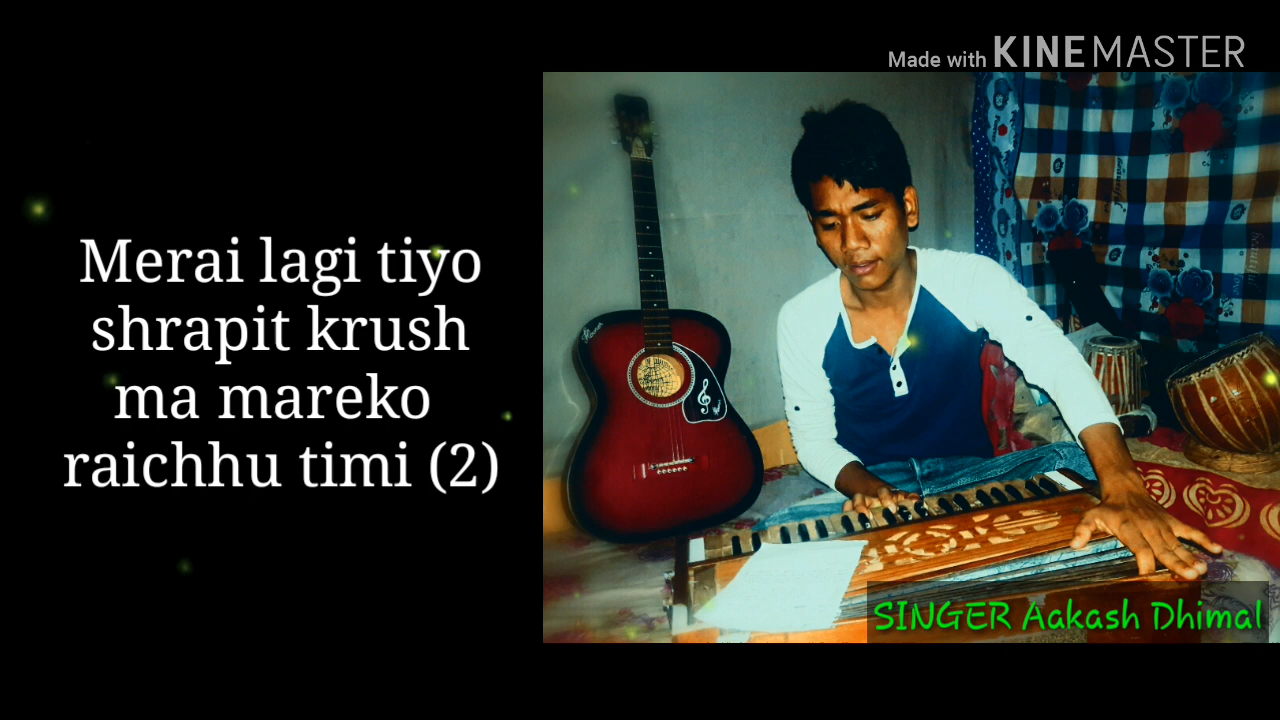 Made with KINEMASTER
Merai lagi tiyo
shrapit krush
ma mareko
raichhu timi (2)
SINGER Aakash Dhimal